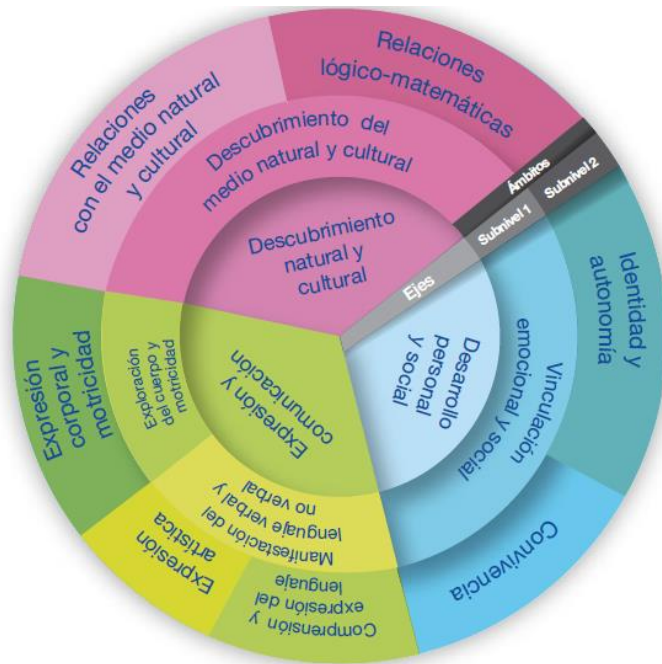 Relaciones
lógico-matemáticas
Relaciones
con el medio natural
y cultural
Descubrimiento del
medio natural y cultural
Descubrimiento
natural y
cultural
Ámbitos
Subnivel 1
Subnivel 2
Ejes
Identidad y
autonomía
Vinculación
emocional y social
Desarrollo
personal
y social
Convivencia
Expresión y
comunicación
Exploración
del cuerpo y
motricidad
Expresión
corporal y
motricidad
Manifestación del
lenguaje verbal y
no verbal
Expresión
artística
Comprensión y
expresión del
lenguaje